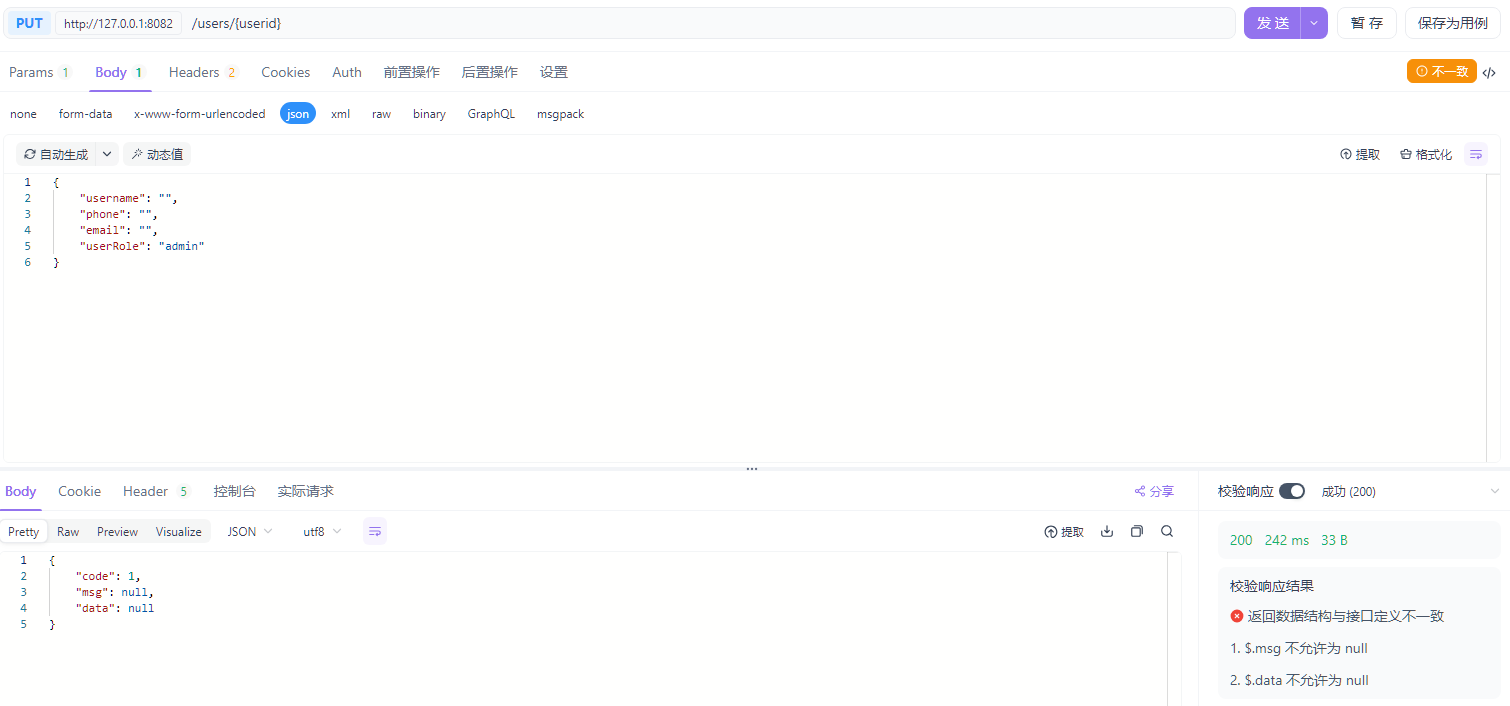 PUT http://127.0.0.1:8082 /users/{userid} 发 送 暂 存 保存为用例
Params 1 Body 1 Headers 2 Cookies Auth 前置操作 后置操作 设置 不一致
none form-data x-www-form-urlencoded json xml raw binary GraphQL msgpack
自动生成 动态值 提取 格式化
1 {
2 "username": "",
3 "phone": "",
4 "email": "",
5 "userRole": "admin"
6 }
Body Cookie Header 5 控制台 实际请求 分享
Pretty Raw Preview Visualize JSON utf8 提取
1 {
2 "code": 1,
3 "msg": null,
4 "data": null
5 }
校验响应 成功 (200)
200 242 ms 33 B
校验响应结果
返回数据结构与接口定义不一致
1. $.msg 不允许为 null
2. $.data 不允许为 null